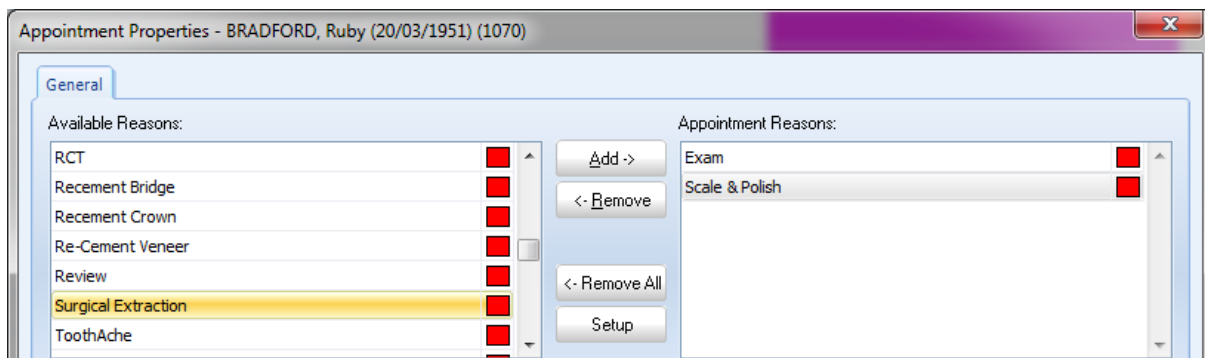 Appointment Properties - BRADFORD, Ruby (20/03/1951) (1070)
General
Available Reasons:
RCT
Recement Bridge
Recement Crown
Re-Cement Veneer
Review
Surgical Extraction
ToothAche
Add ->
<- Remove
<- Remove All
Setup
Appointment Reasons:
Exam
Scale & Polish